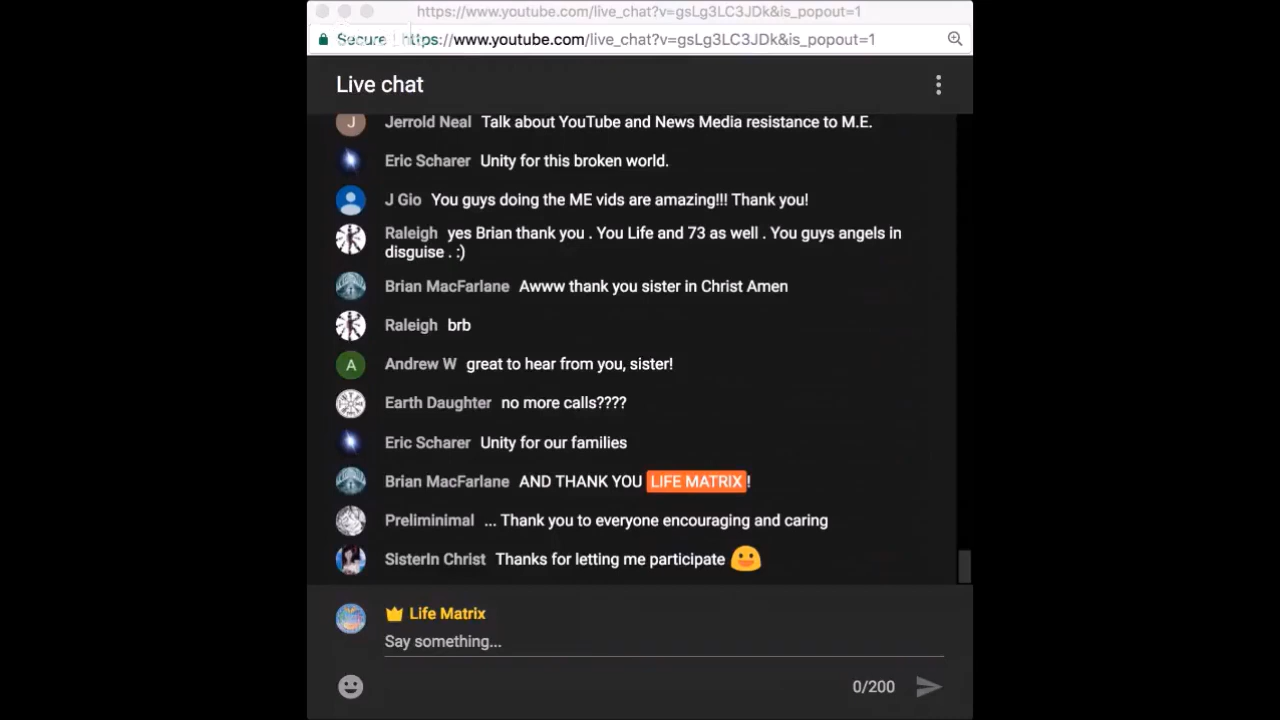 https://www.youtube.com/live_chat?v=gsLg3LC3JDk&is_popout=1
Secure https://www.youtube.com/live_chat?v=gsLg3LC3JDk&is_popout=1
Live chat
J Jerrold Neal Talk about YouTube and News Media resistance to M.E.
Eric Scharer Unity for this broken world.
J Gio You guys doing the ME vids are amazing!!! Thank you!
Raleigh yes Brian thank you . You Life and 73 as well . You guys angels in
disguise . :)
Brian MacFarlane Awww thank you sister in Christ Amen
Raleigh brb
A Andrew W great to hear from you, sister!
Earth Daughter no more calls????
Eric Scharer Unity for our families
Brian MacFarlane AND THANK YOU LIFE MATRIX!
Preliminimal ... Thank you to everyone encouraging and caring
SisterIn Christ Thanks for letting me participate
Life Matrix
Say something...
0/200